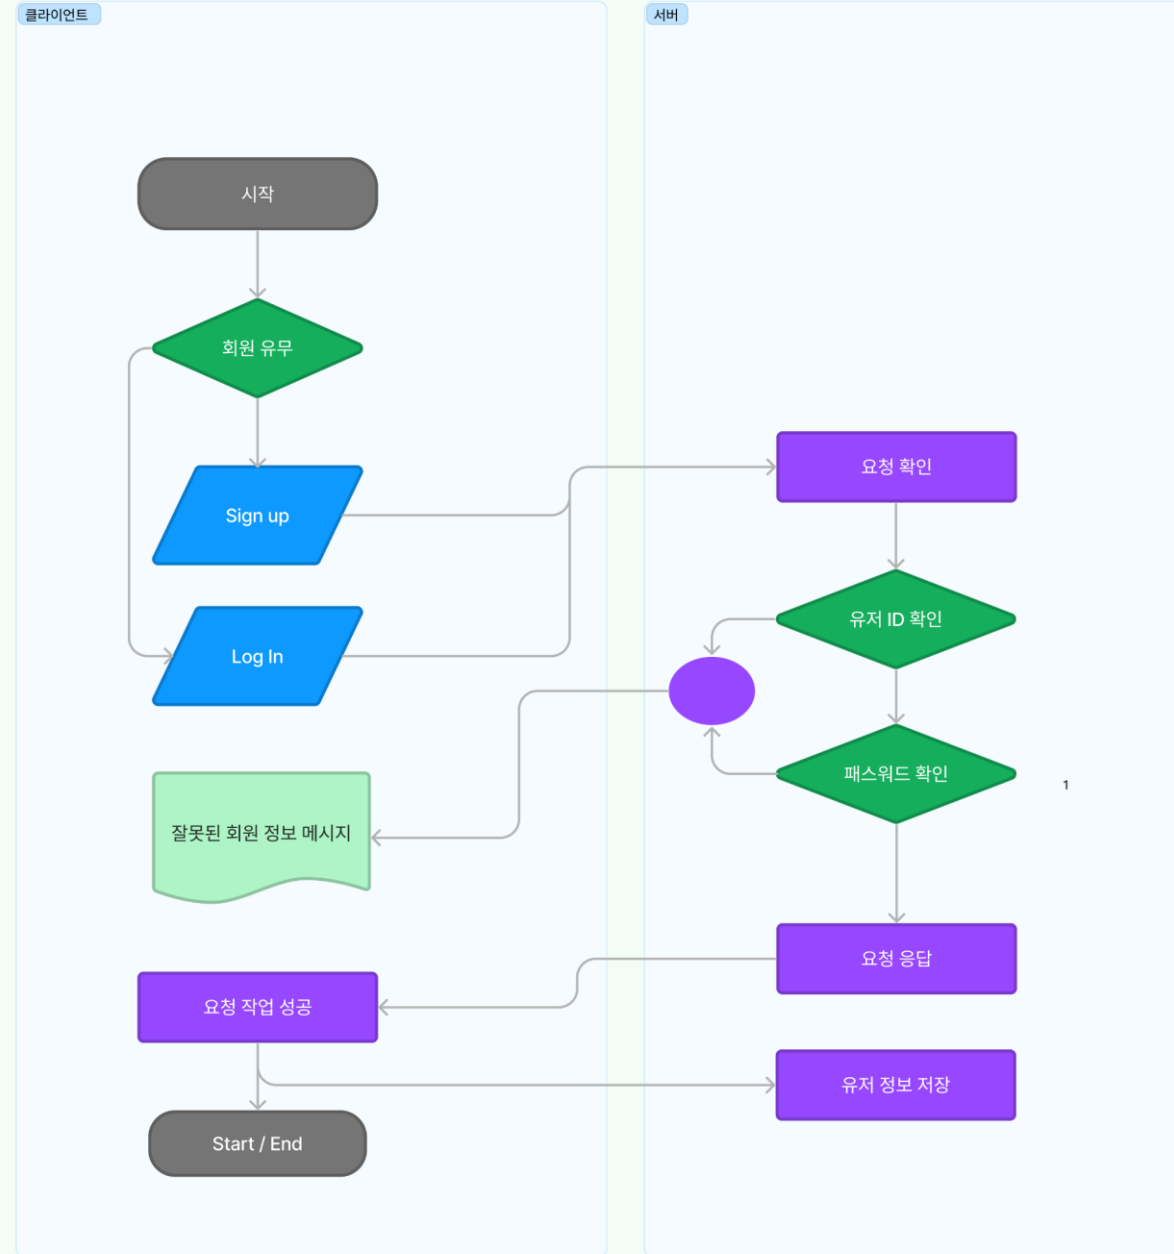 클라이언트
서버
시작
회원 유무
Sign up
Log In
잘못된 회원 정보 메시지
요청 작업 성공
Start / End
요청 확인
유저 ID 확인
패스워드 확인
1
요청 응답
유저 정보 저장